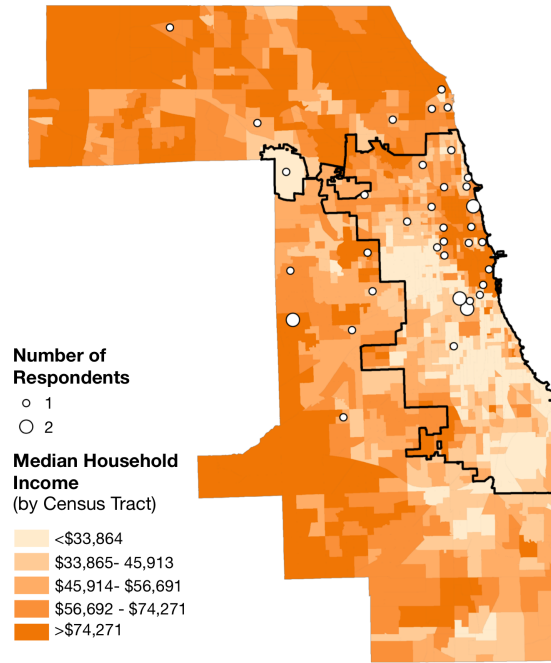 Number of
Respondents
1
2
Median Household
Income
(by Census Tract)
<$33,864
$33,865- 45,913
$45,914- $56,691
$56,692 - $74,271
>$74,271